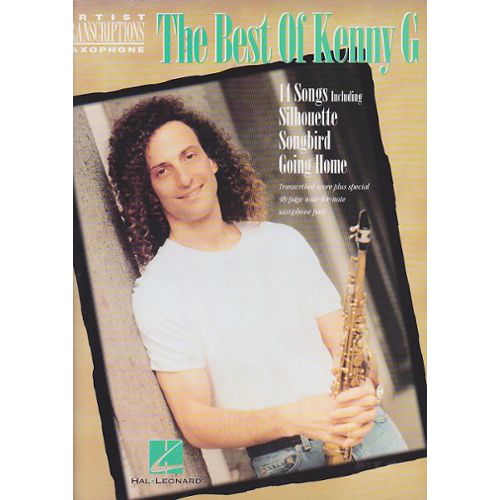 ARTIST
TRANSCRIPTIONS
SAXOPHONE
The Best Of Kenny G
14 Songs Including
Silhouette
Songbird
Going Home
Transcribed score plus special
48-page note-for-note
saxophone part
HAL•LEONARD